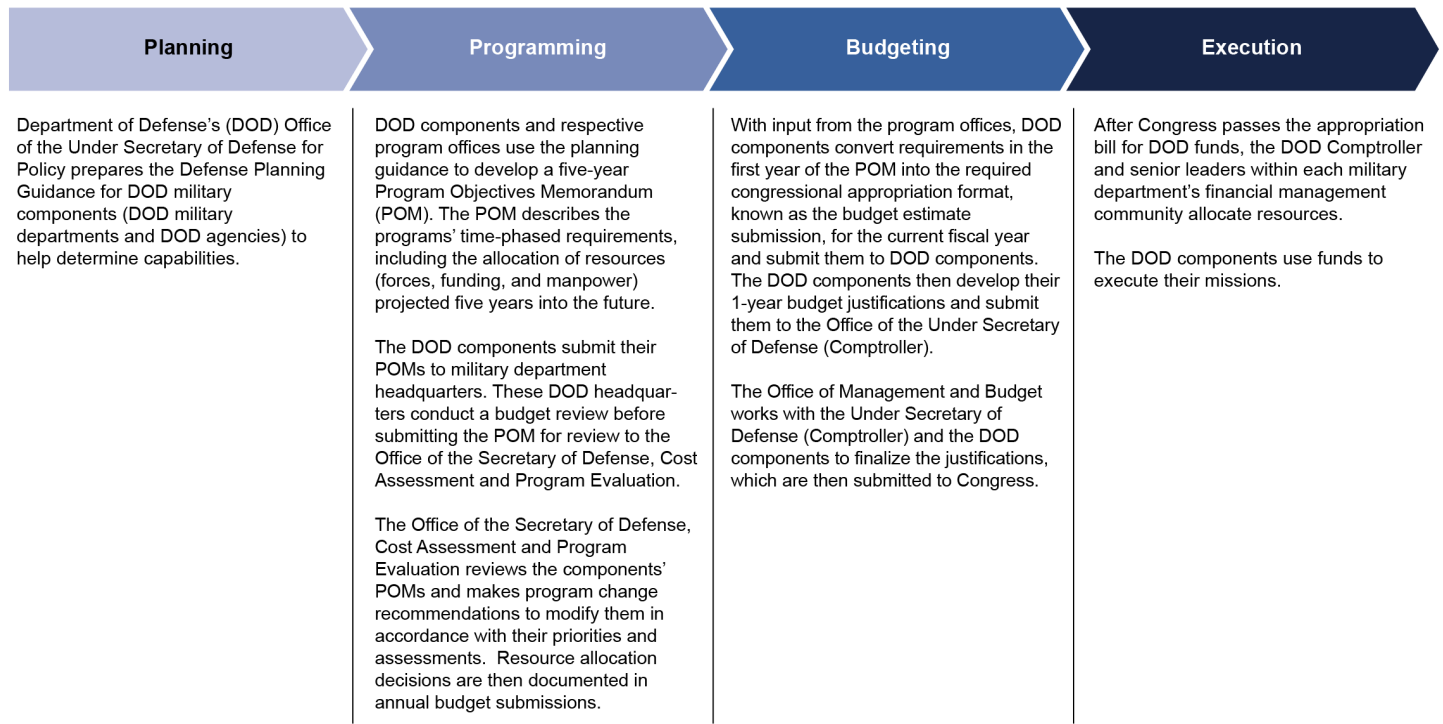 Planning
Programming
Budgeting
Execution
Department of Defense's (DOD) Office
of the Under Secretary of Defense for
Policy prepares the Defense Planning
Guidance for DOD military
components (DOD military
departments and DOD agencies) to
help determine capabilities.
DOD components and respective
program offices use the planning
guidance to develop a five-year
Program Objectives Memorandum
(POM). The POM describes the
programs' time-phased requirements,
including the allocation of resources
(forces, funding, and manpower)
projected five years into the future.
The DOD components submit their
POMs to military department
headquarters. These DOD headquar-
ters conduct a budget review before
submitting the POM for review to the
Office of the Secretary of Defense, Cost
Assessment and Program Evaluation.
The Office of the Secretary of Defense,
Cost Assessment and Program
Evaluation reviews the components'
POMs and makes program change
recommendations to modify them in
accordance with their priorities and
assessments.  Resource allocation
decisions are then documented in
annual budget submissions.
With input from the program offices, DOD
components convert requirements in the
first year of the POM into the required
congressional appropriation format,
known as the budget estimate
submission, for the current fiscal year
and submit them to DOD components.
The DOD components then develop their
1-year budget justifications and submit
them to the Office of the Under Secretary
of Defense (Comptroller).
The Office of Management and Budget
works with the Under Secretary of
Defense (Comptroller) and the DOD
components to finalize the justifications,
which are then submitted to Congress.
After Congress passes the appropriation
bill for DOD funds, the DOD Comptroller
and senior leaders within each military
department's financial management
community allocate resources.
The DOD components use funds to
execute their missions.